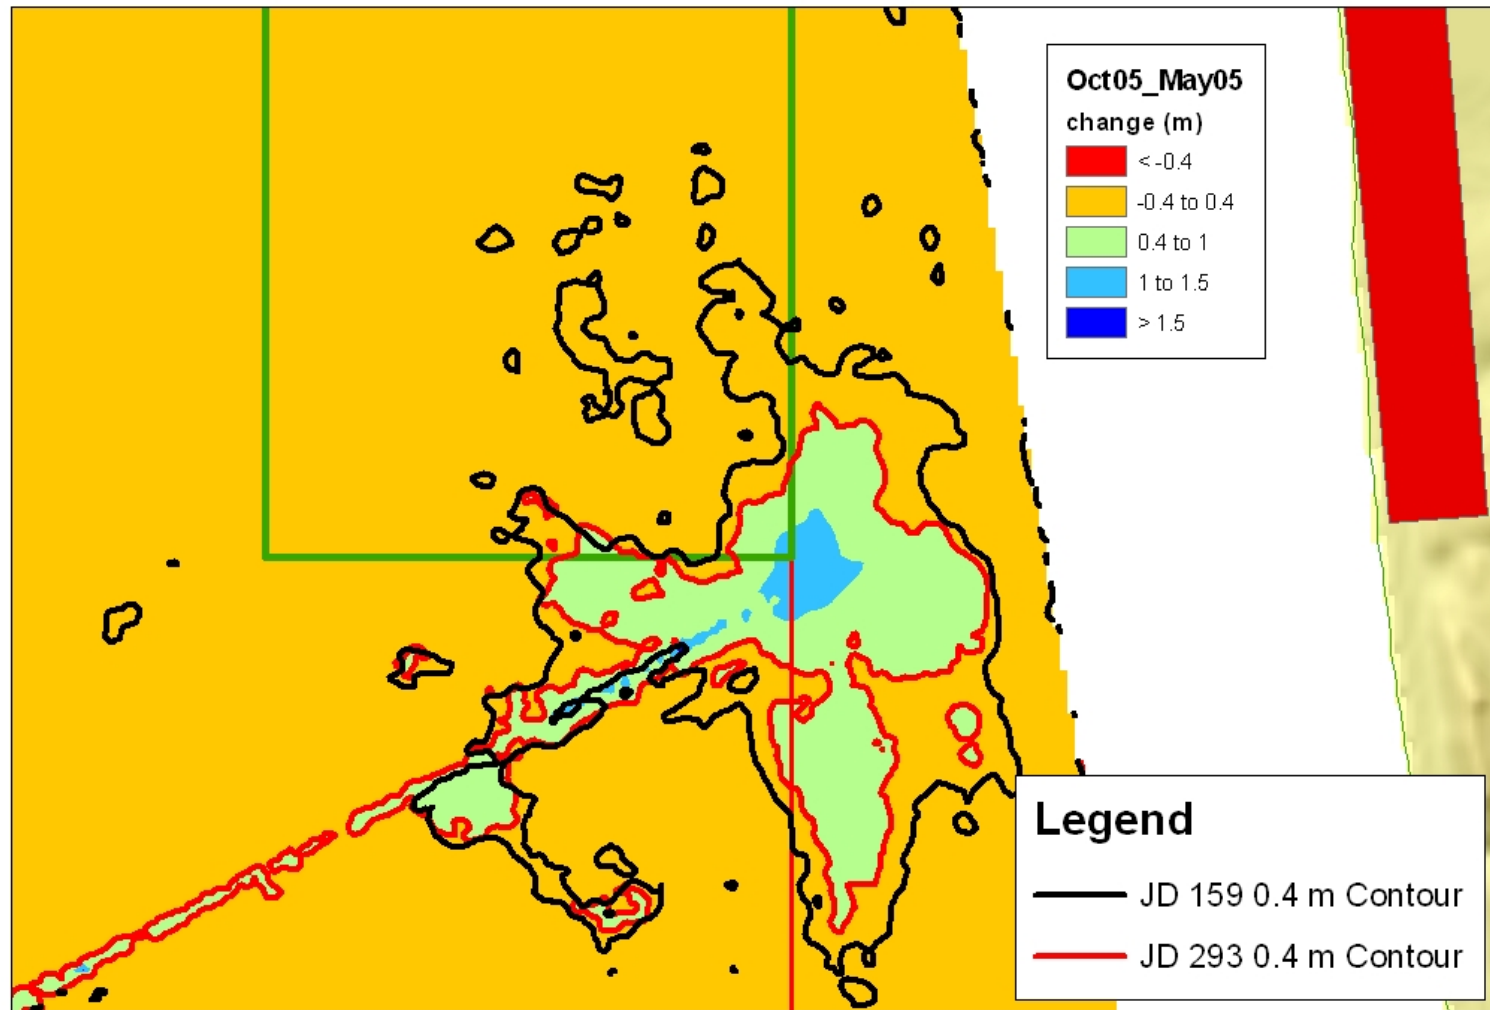 Oct05_May05
change (m)
< -0.4
-0.4 to 0.4
0.4 to 1
1 to 1.5
> 1.5
Legend
JD 159 0.4 m Contour
JD 293 0.4 m Contour